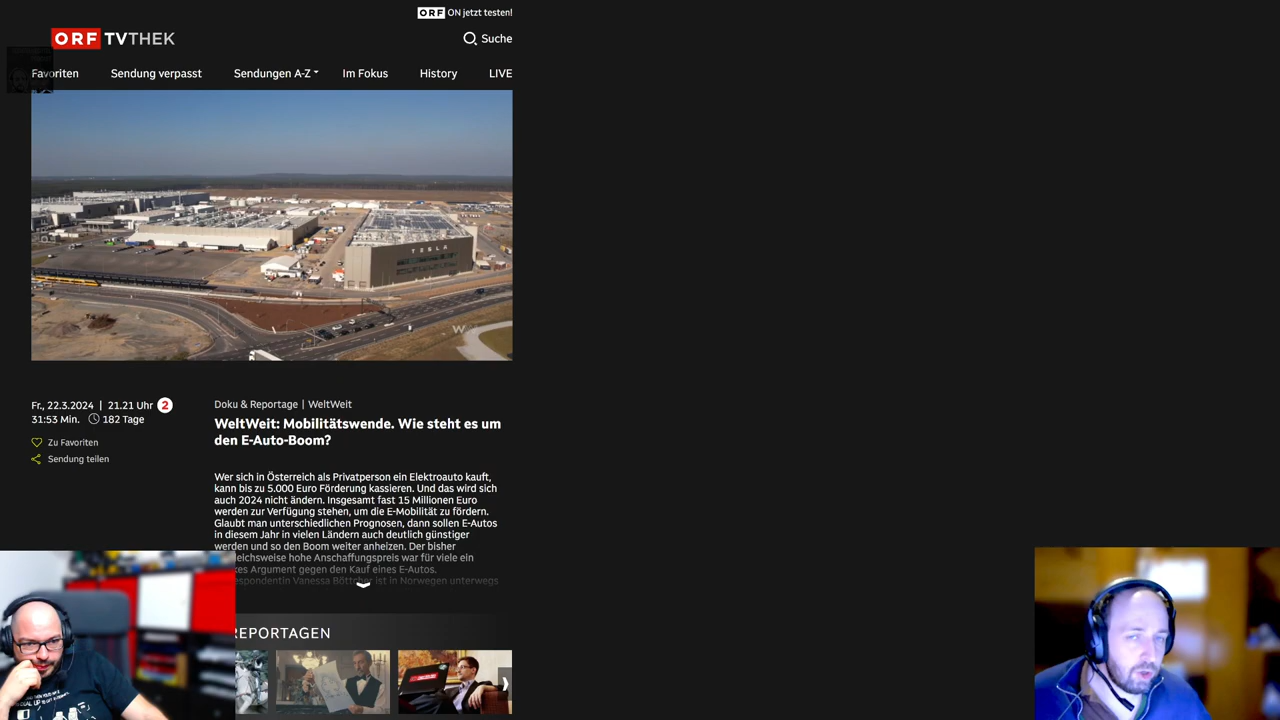 ORF ON jetzt testen!
ORF TVTHEK
Suche
Favoriten
Sendung verpasst
Sendungen A-Z
Im Fokus
History
LIVE
TESLA
Fr., 22.3.2024 | 21.21 Uhr 2
31:53 Min. 182 Tage
Zu Favoriten
Sendung teilen
Doku & Reportage | WeltWeit
WeltWeit: Mobilitätswende. Wie steht es um
den E-Auto-Boom?
Wer sich in Österreich als Privatperson ein Elektroauto kauft,
kann bis zu 5.000 Euro Förderung kassieren. Und das wird sich
auch 2024 nicht ändern. Insgesamt fast 15 Millionen Euro
werden zur Verfügung stehen, um die E-Mobilität zu fördern.
Glaubt man unterschiedlichen Prognosen, dann sollen E-Autos
in diesem Jahr in vielen Ländern auch deutlich günstiger
werden und so den Boom weiter anheizen. Der bisher
gleichsweise hohe Anschaffungspreis war für viele ein
kes Argument gegen den Kauf eines E-Autos.
espondentin Vanessa Böttcher ist in Norwegen unterwegs
REPORTAGEN